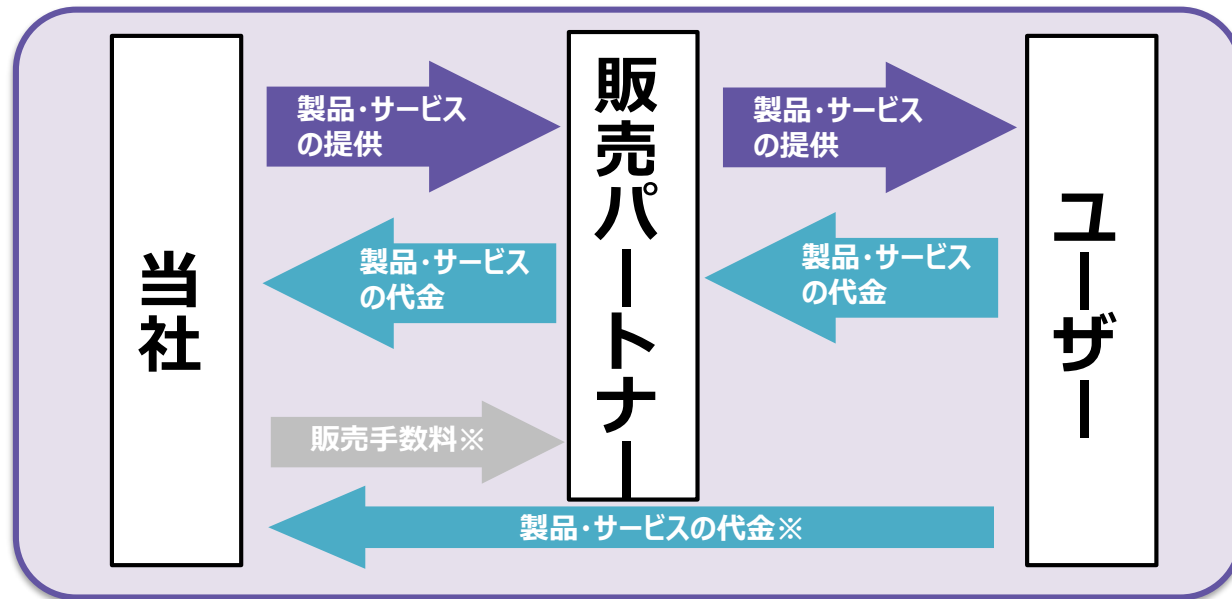 当社
製品･サービス
の提供
製品･サービス
の代金
販売手数料※
販売パートナー
製品･サービス
の提供
製品･サービス
の代金
製品･サービスの代金※
ユーザー